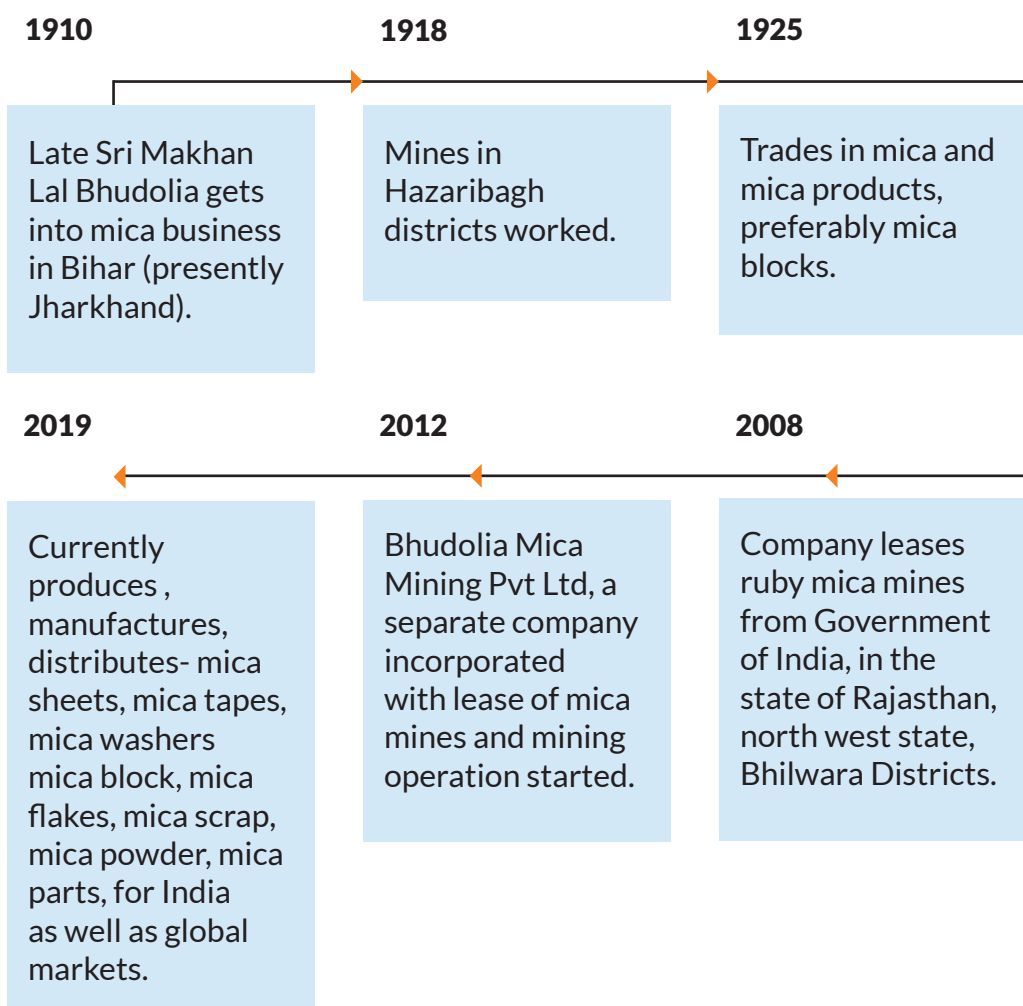 1910
Late Sri Makhan
Lal Bhudolia gets
into mica business
in Bihar (presently
Jharkhand).
1918
Mines in
Hazaribagh
districts worked.
1925
Trades in mica and
mica products,
preferably mica
blocks.
2019
Currently
produces ,
manufactures,
distributes- mica
sheets, mica tapes,
mica washers
mica block, mica
flakes, mica scrap,
mica powder, mica
parts, for India
as well as global
markets.
2012
Bhudolia Mica
Mining Pvt Ltd, a
separate company
incorporated
with lease of mica
mines and mining
operation started.
2008
Company leases
ruby mica mines
from Government
of India, in the
state of Rajasthan,
north west state,
Bhilwara Districts.